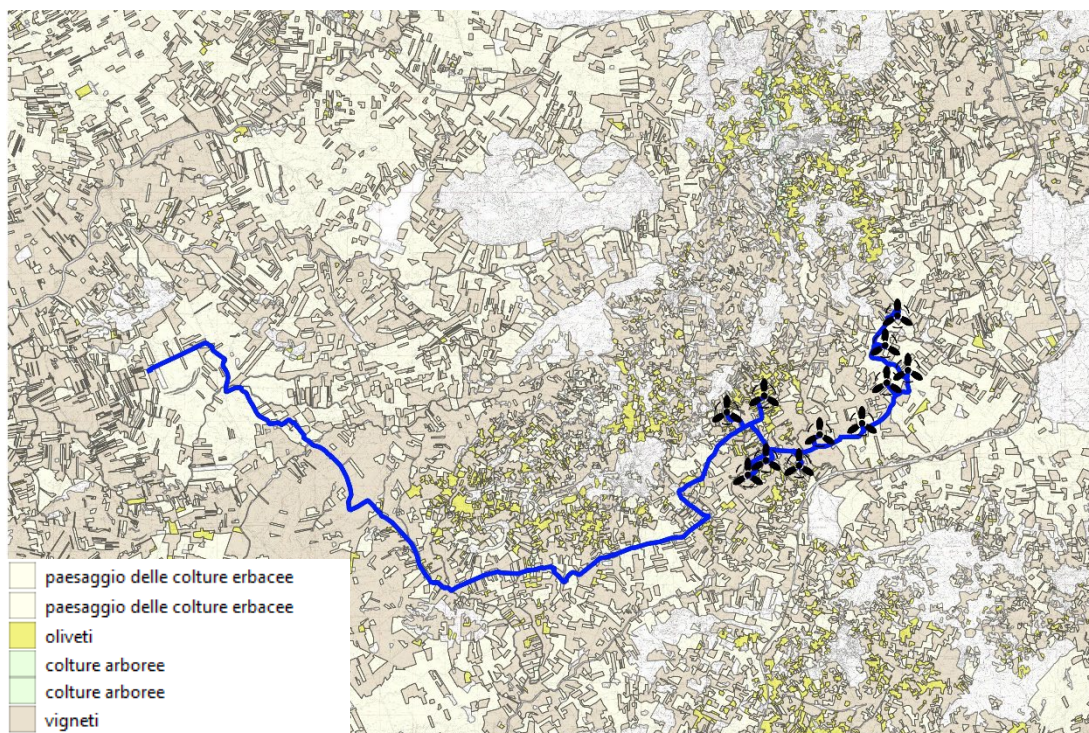 paesaggio delle colture erbacee
paesaggio delle colture erbacee
oliveti
colture arboree
colture arboree
vigneti